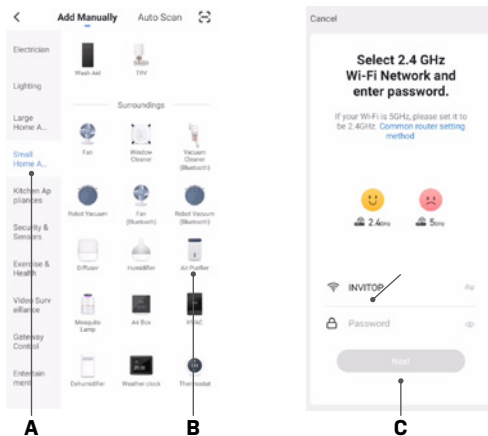 Add Manually
Auto Scan
Electrician
Lighting
Large
Home A...
Small
Home A...
Kitchen Ap
pliances
Security &
Sensors
Exercise &
Health
Video Surv
eillance
Gateway
Control
Entertain
ment
Wash Aid
TRV
Surroundings
Fan
Window
Cleaner
Vacuum
Cleaner
(Bluetooth)
Robot Vacuum
Fan
(Bluetooth)
Robot Vacuum
(Bluetooth)
Diffuser
Humidifier
Air Purifier
Mosquito
Lamp
Air Box
HVAC
Dehumidifier
Weather clock
Thermostat
A
B
Cancel
Select 2.4 GHz
Wi-Fi Network and
enter password.
If your Wi-Fi is 5GHz, please set it to
be 2.4GHz. Common router setting
method
2.4GHz
5GHz
INVITOP
Password
Next
C